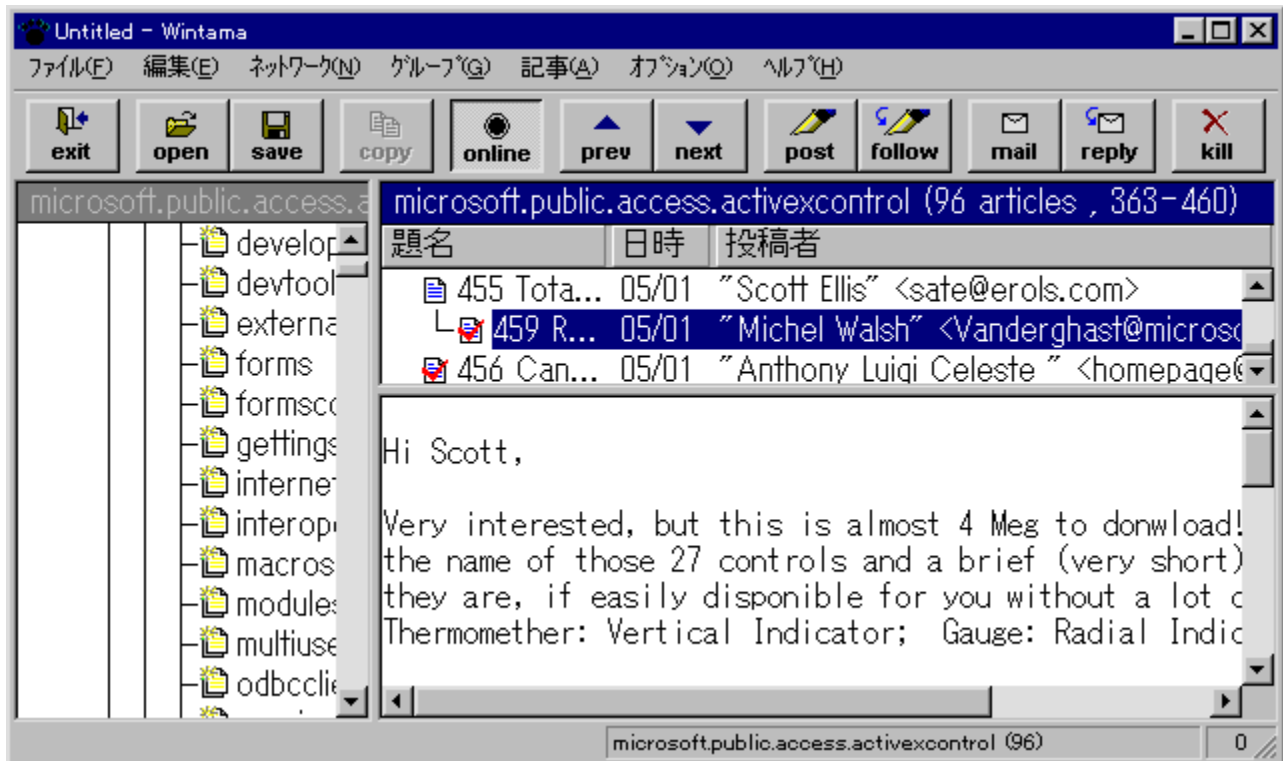 Untitled - Wintama
ﾌｧｲﾙ(F) 編集(E) ﾈｯﾄﾜｰｸ(N) ｸﾞﾙｰﾌﾟ(G) 記事(A) ｵﾌﾟｼｮﾝ(O) ﾍﾙﾌﾟ(H)
exit open save copy online prev next post follow mail reply kill
microsoft.public.access.a
develop
devtool
externa
forms
formsco
gettings
internet
interop
macros
modules
multiuse
odbcclie
microsoft.public.access.activexcontrol (96 articles , 363-460)
題名 日時 投稿者
455 Tota... 05/01 "Scott Ellis" <sate@erols.com>
459 R... 05/01 "Michel Walsh" <Vanderghast@microso
456 Can... 05/01 "Anthony Luigi Celeste " <homepage@
Hi Scott,
Very interested, but this is almost 4 Meg to donwload!
the name of those 27 controls and a brief (very short)
they are, if easily disponible for you without a lot o
Thermomether: Vertical Indicator; Gauge: Radial Indic
microsoft.public.access.activexcontrol (96) 0